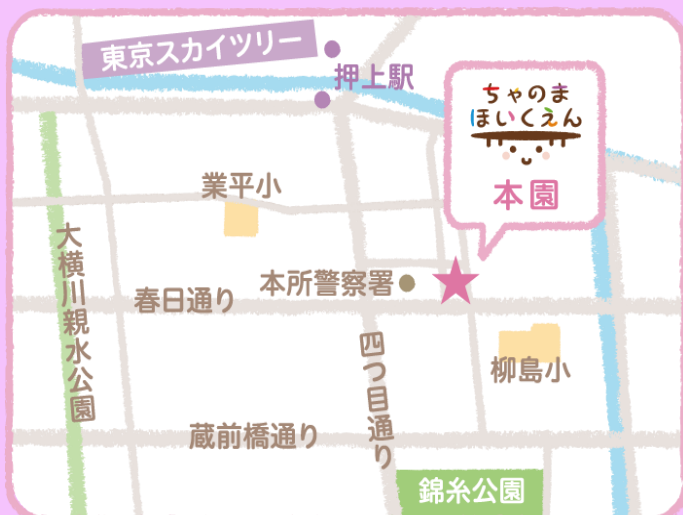 東京スカイツリー
押上駅
ちゃのま
ほいくえん
本園
業平小
本所警察署
春日通り
大横川親水公園
四つ目通り
柳島小
蔵前橋通り
錦糸公園